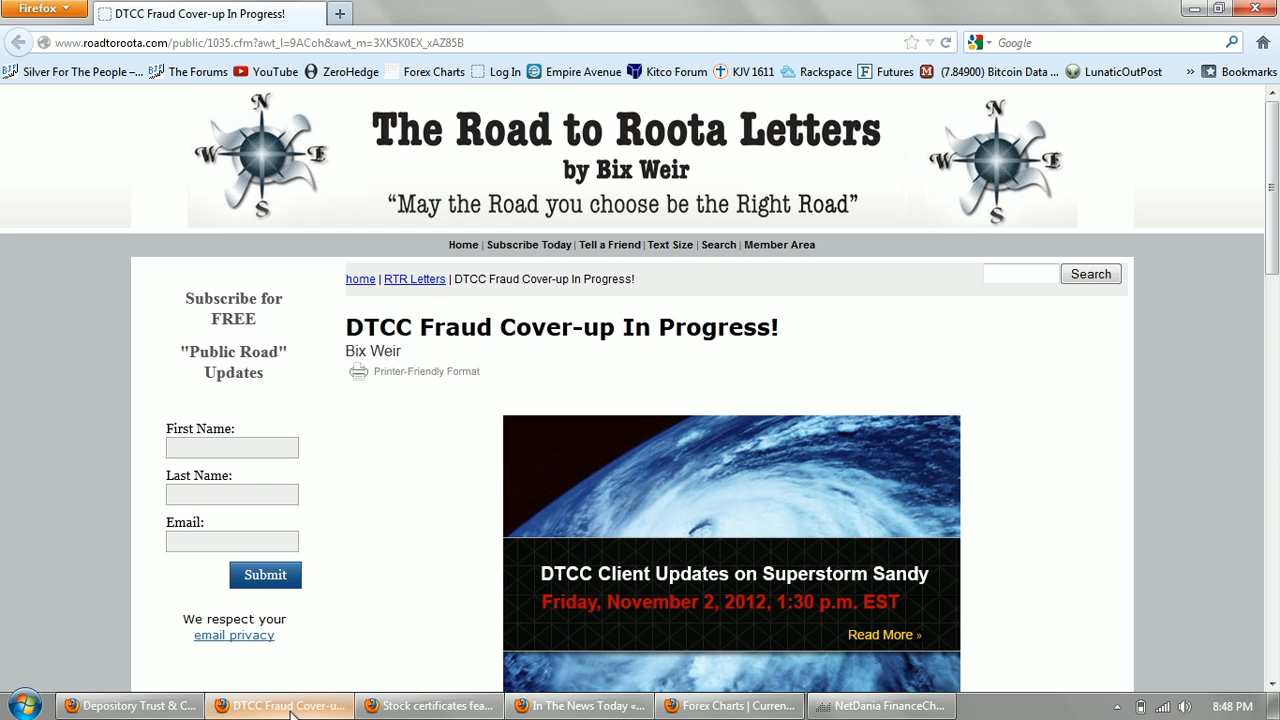 Firefox
DTCC Fraud Cover-up In Progress!
www.roadtoroota.com/public/1025.cfm?awt_l=9ACoh&awt_m=3XK5K0EX_xAZ85B
Google
Silver For The People –... The Forums YouTube ZeroHedge Forex Charts Log In Empire Avenue Kitco Forum KJV 1611 Rackspace Futures (7.84900) Bitcoin Data ... LunaticOutPost » Bookmarks
The Road to Roota Letters
by Bix Weir
“May the Road you choose be the Right Road”
N W E S
N W E S
Home | Subscribe Today | Tell a Friend | Text Size | Search | Member Area
home | RTR Letters | DTCC Fraud Cover-up In Progress!
Search
Subscribe for
FREE
"Public Road"
Updates
First Name:
Last Name:
Email:
Submit
We respect your
email privacy
DTCC Fraud Cover-up In Progress!
Bix Weir
Printer-Friendly Format
DTCC Client Updates on Superstorm Sandy
Friday, November 2, 2012, 1:30 p.m. EST
Read More »
Depository Trust & C... DTCC Fraud Cover-u... Stock certificates fea... In The News Today «... Forex Charts | Curren... NetDania FinanceCh... 8:48 PM